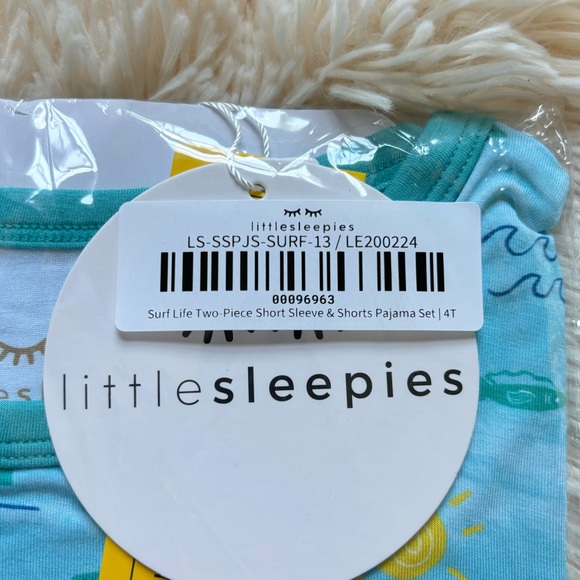 littlesleepies
LS-SSPJS-SURF-13 / LE200224
00096963
Surf Life Two-Piece Short Sleeve & Shorts Pajama Set | 4T
littlesleepies